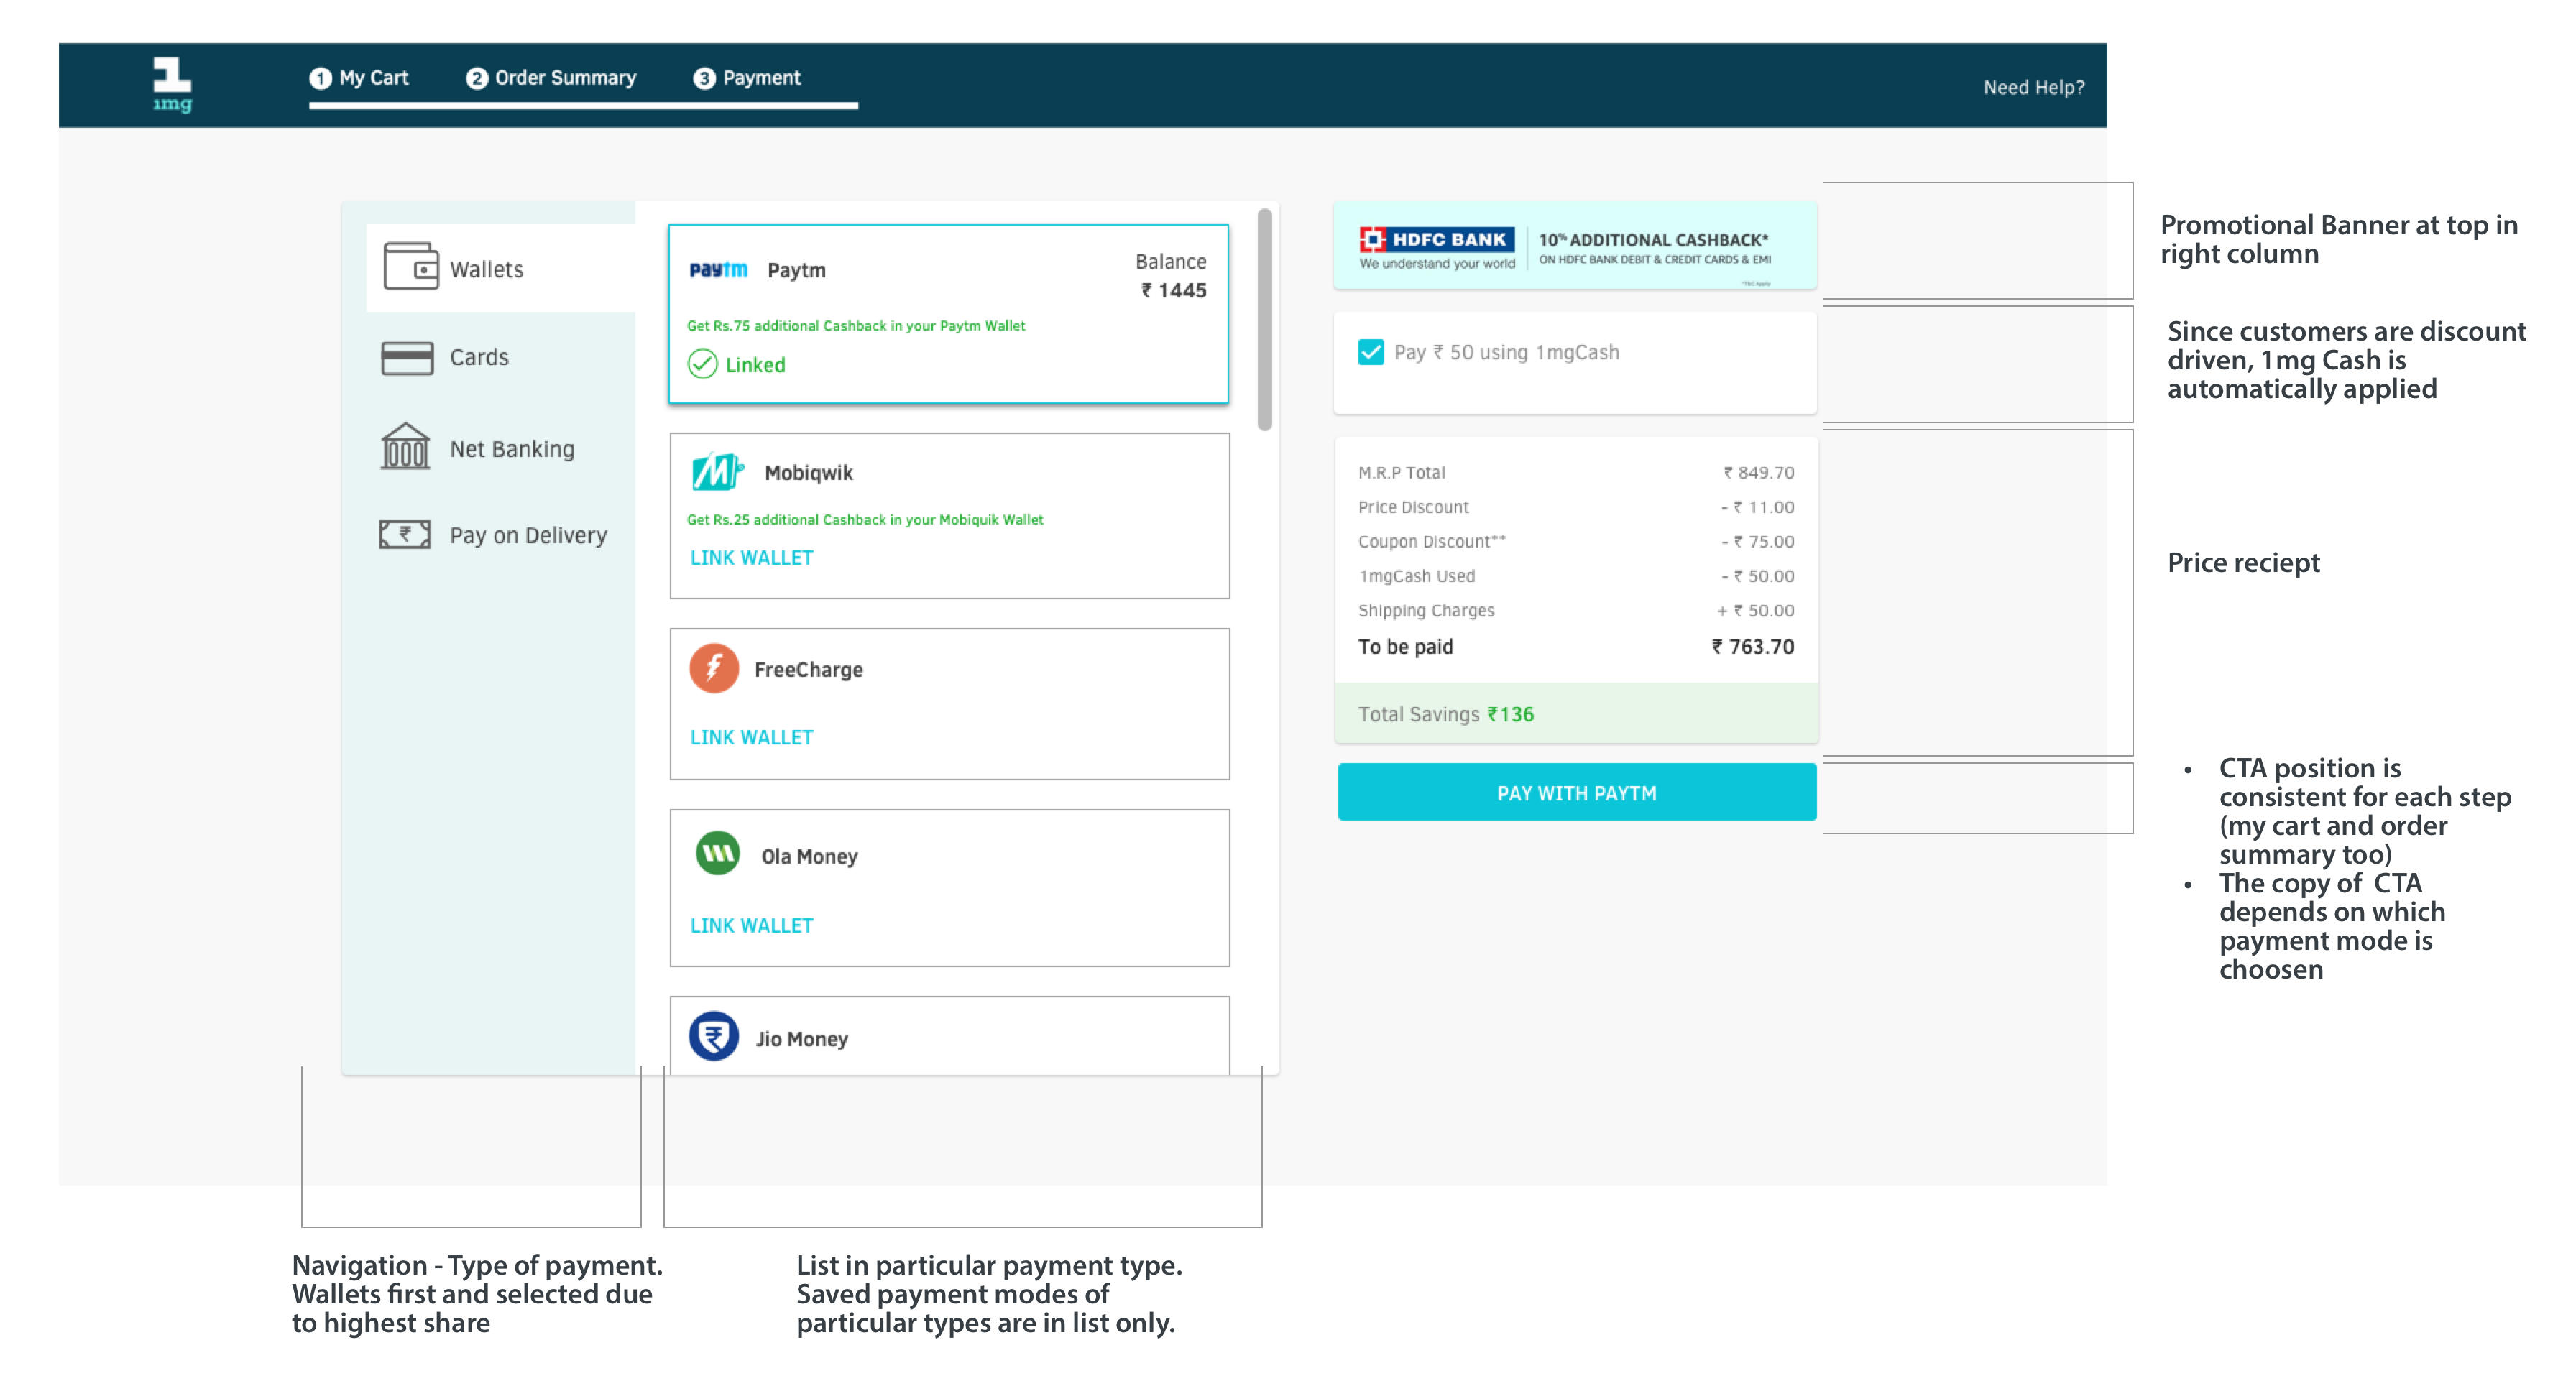 1mg
1 My Cart
2 Order Summary
3 Payment
Need Help?
Wallets
Cards
Net Banking
Pay on Delivery
paytm Paytm
Balance
₹ 1445
Get Rs.75 additional Cashback in your Paytm Wallet
Linked
Mobiqwik
Get Rs.25 additional Cashback in your Mobiquik Wallet
LINK WALLET
FreeCharge
LINK WALLET
Ola Money
LINK WALLET
Jio Money
HDFC BANK
We understand your world
10% ADDITIONAL CASHBACK*
ON HDFC BANK DEBIT & CREDIT CARDS & EMI
*T&C Apply
Pay ₹ 50 using 1mgCash
M.R.P Total ₹ 849.70
Price Discount - ₹ 11.00
Coupon Discount** - ₹ 75.00
1mgCash Used - ₹ 50.00
Shipping Charges + ₹ 50.00
To be paid ₹ 763.70
Total Savings ₹136
PAY WITH PAYTM
Promotional Banner at top in
right column
Since customers are discount
driven, 1mg Cash is
automatically applied
Price reciept
• CTA position is
consistent for each step
(my cart and order
summary too)
• The copy of CTA
depends on which
payment mode is
choosen
Navigation - Type of payment.
Wallets first and selected due
to highest share
List in particular payment type.
Saved payment modes of
particular types are in list only.